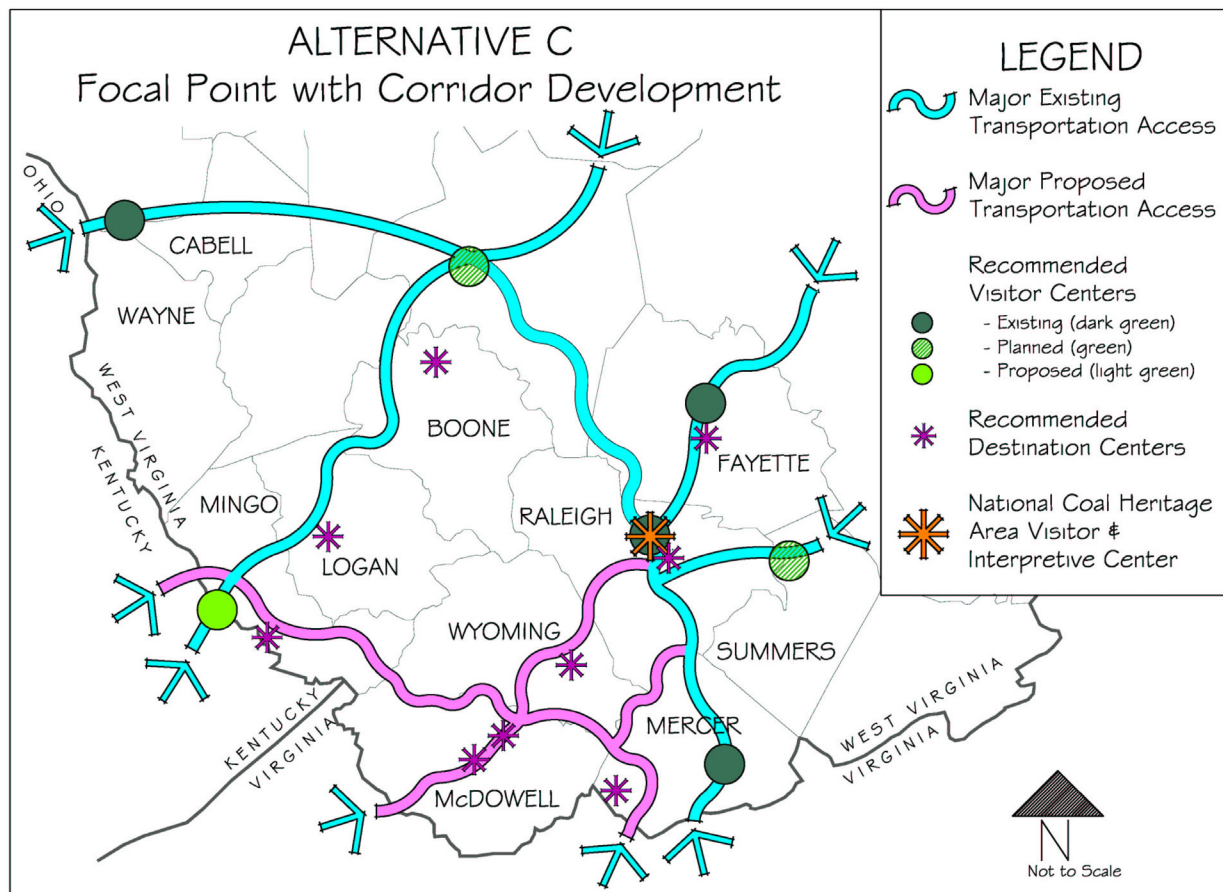 ALTERNATIVE C
Focal Point with Corridor Development
OHIO
CABELL
WAYNE
WEST VIRGINIA
KENTUCKY
BOONE
FAYETTE
MINGO
RALEIGH
LOGAN
WYOMING
SUMMERS
MERCER
McDOWELL
KENTUCKY
VIRGINIA
WEST VIRGINIA
VIRGINIA
LEGEND
Major Existing
Transportation Access
Major Proposed
Transportation Access
Recommended
Visitor Centers
- Existing (dark green)
- Planned (green)
- Proposed (light green)
Recommended
Destination Centers
National Coal Heritage
Area Visitor &
Interpretive Center
N
Not to Scale